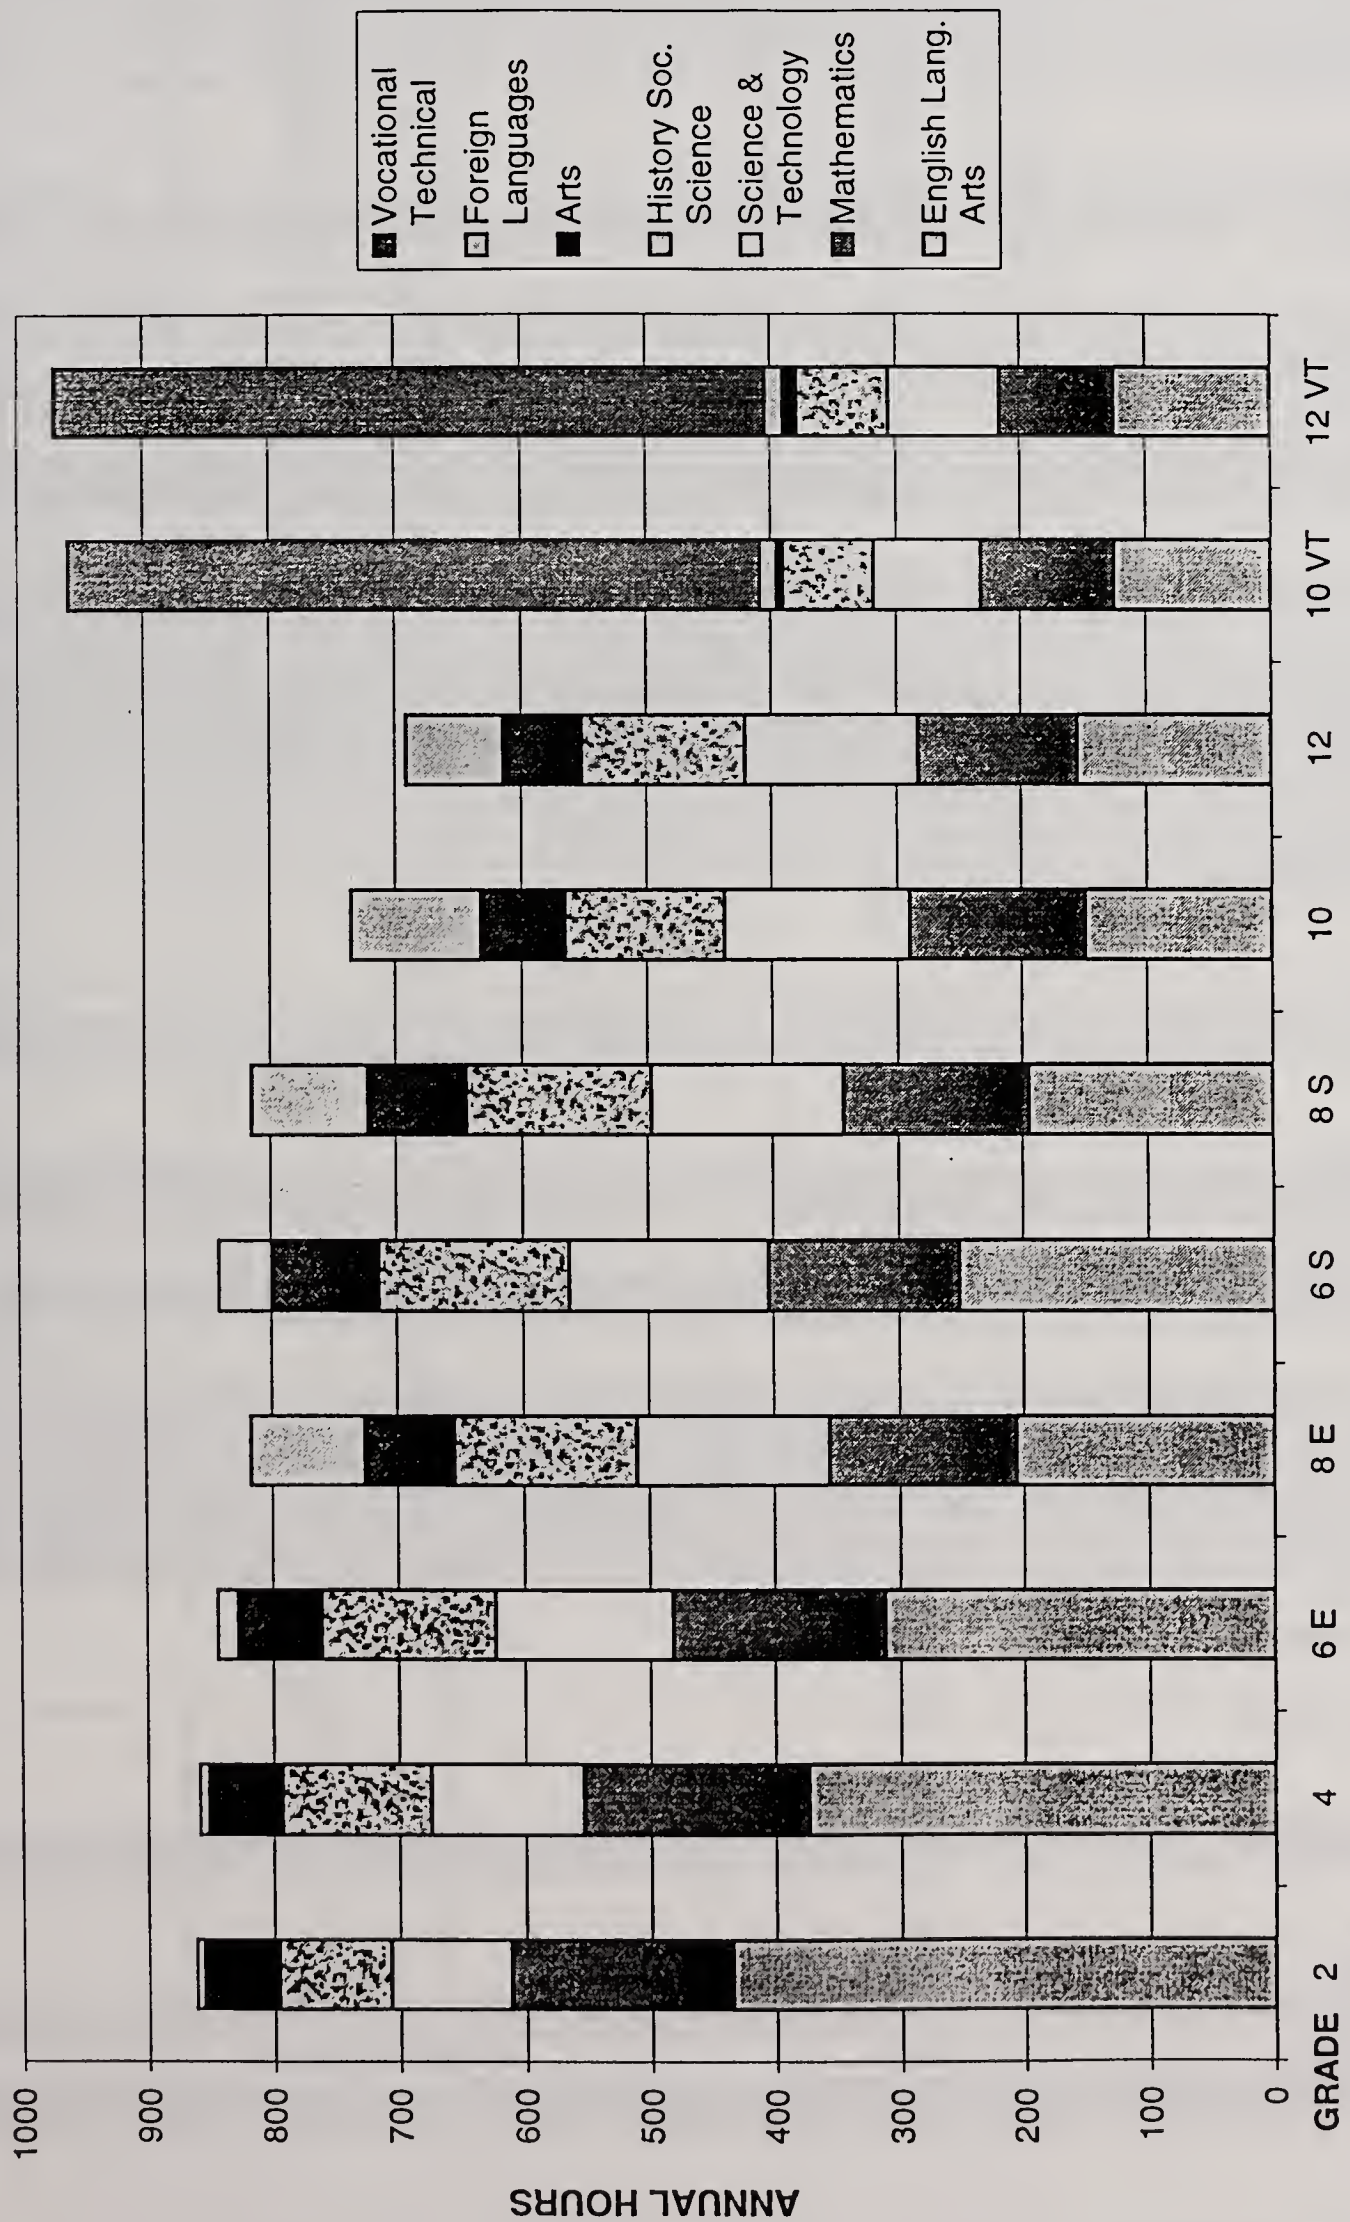 Vocational
Technical
Foreign
Languages
Arts
History Soc.
Science
Science &
Technology
Mathematics
English Lang.
Arts
ANNUAL HOURS
1000
900
800
700
600
500
400
300
200
100
0
GRADE 2 4 6 E 8 E 6 S 8 S 10 12 10 VT 12 VT